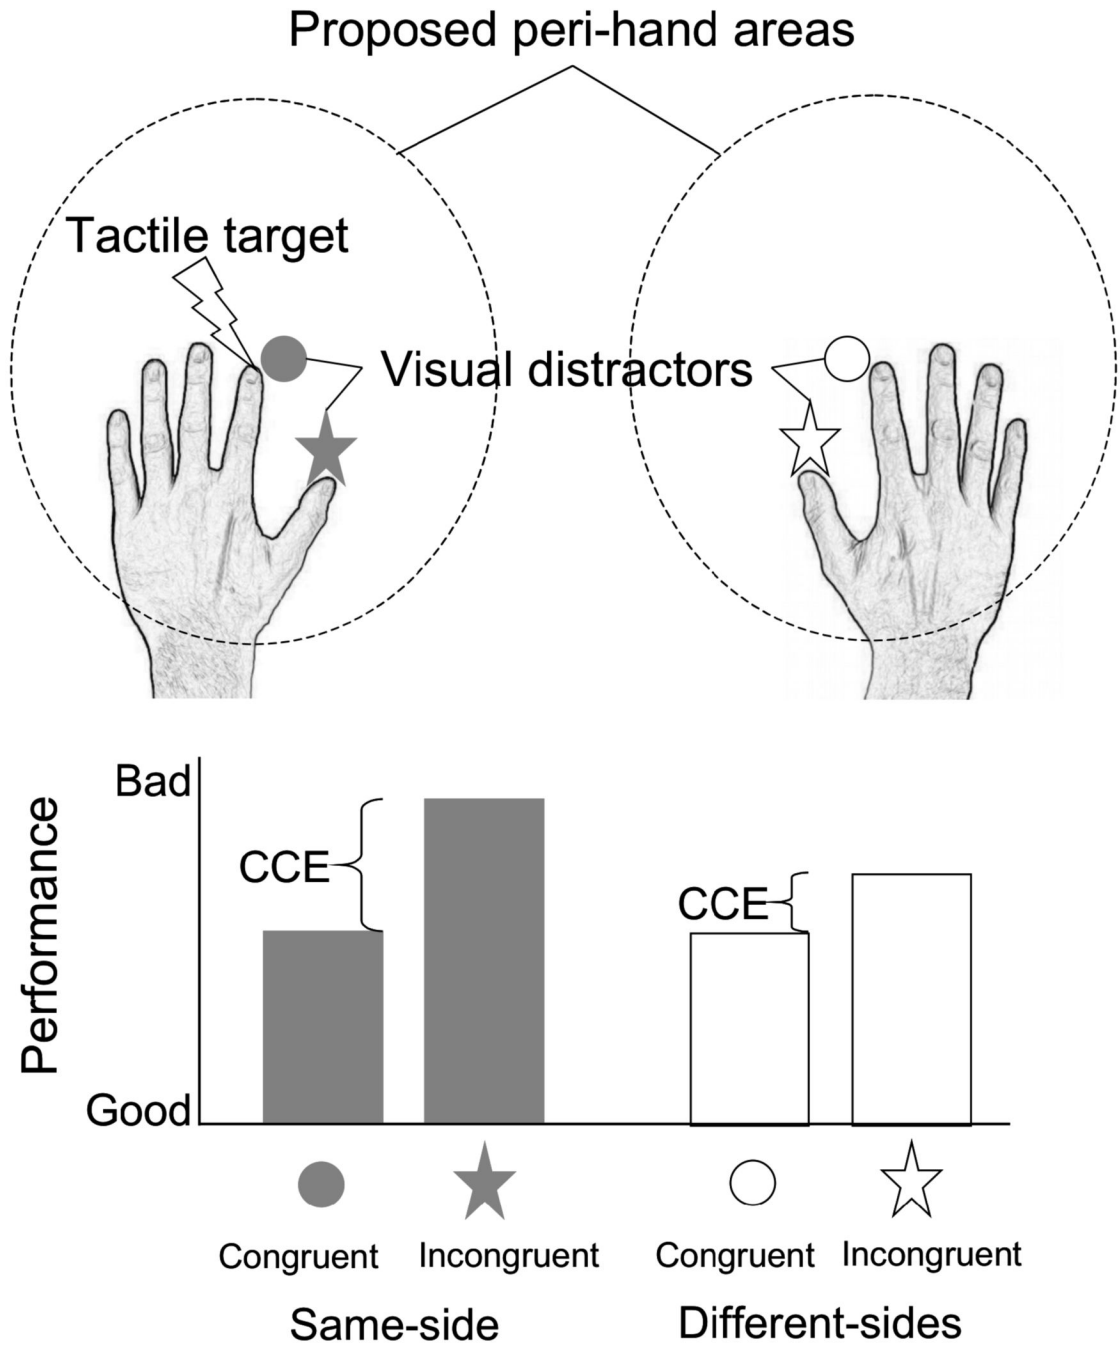 Proposed peri-hand areas
Tactile target
Visual distractors
Bad
CCE
CCE
Performance
Good
Congruent
Incongruent
Congruent
Incongruent
Same-side
Different-sides